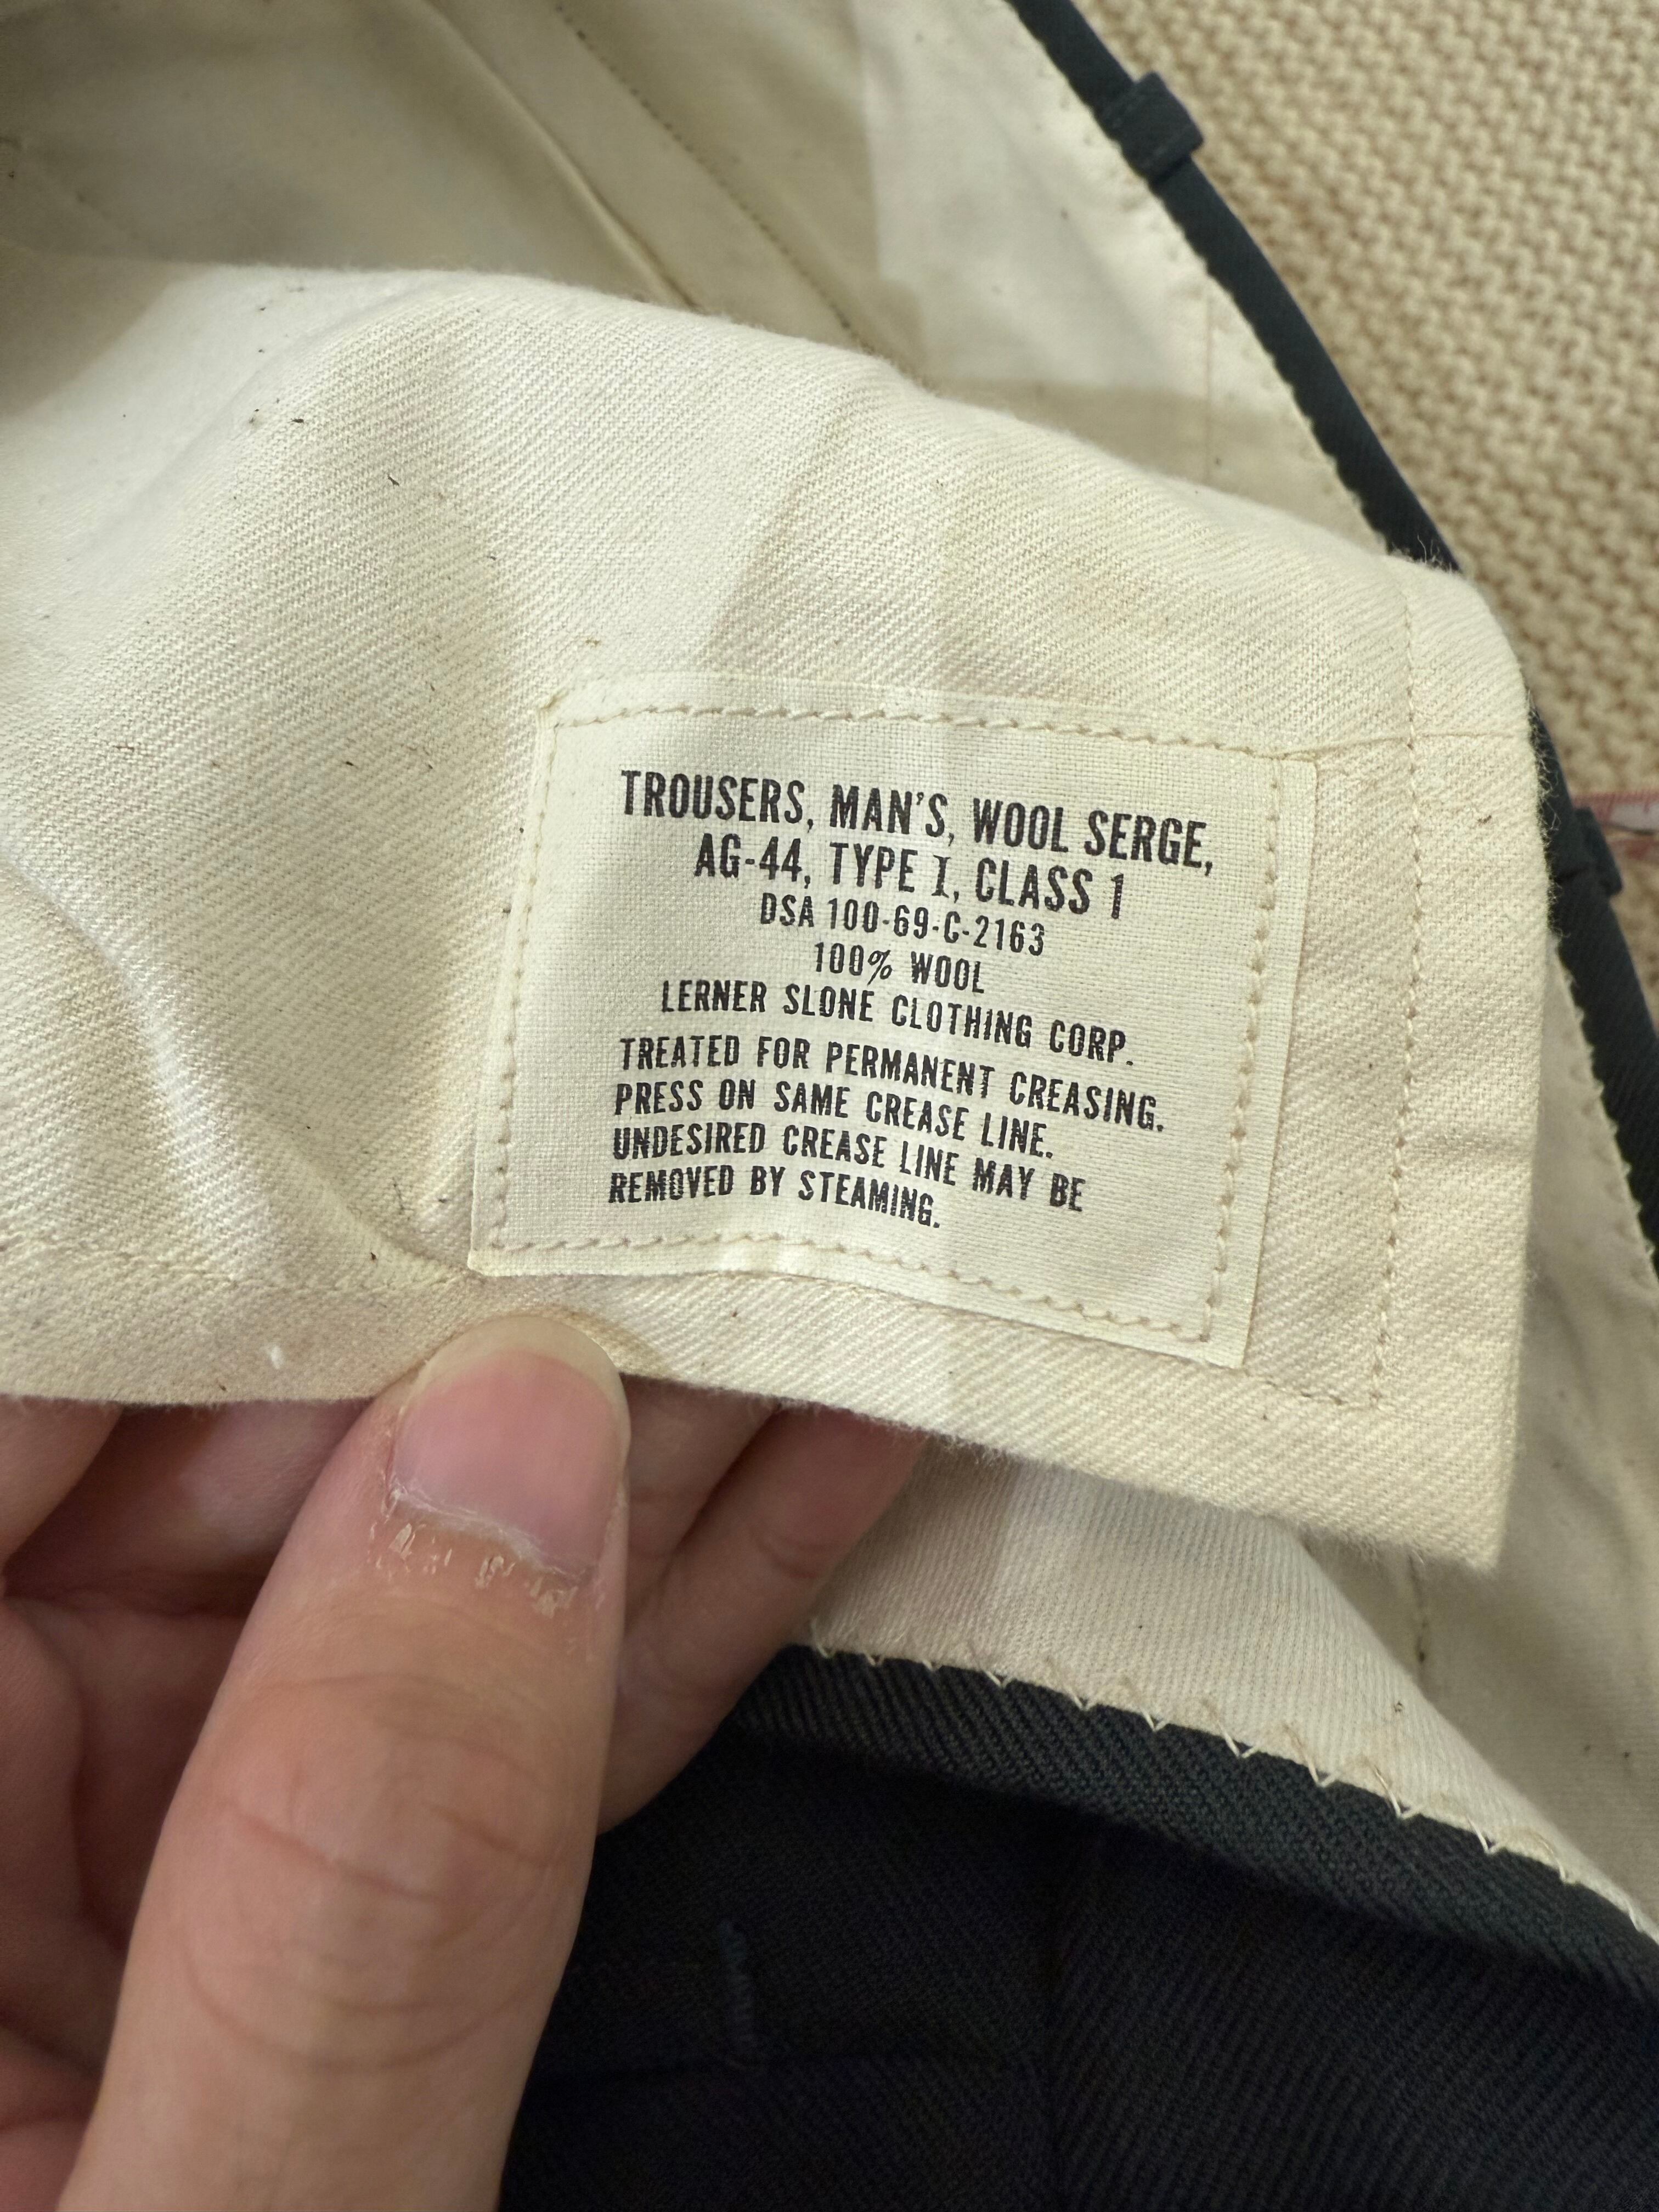 TROUSERS, MAN'S, WOOL SERGE,
AG-44, TYPE I, CLASS 1
DSA 100-69-C-2163
100% WOOL
LERNER SLONE CLOTHING CORP.
TREATED FOR PERMANENT CREASING.
PRESS ON SAME CREASE LINE.
UNDESIRED CREASE LINE MAY BE
REMOVED BY STEAMING.